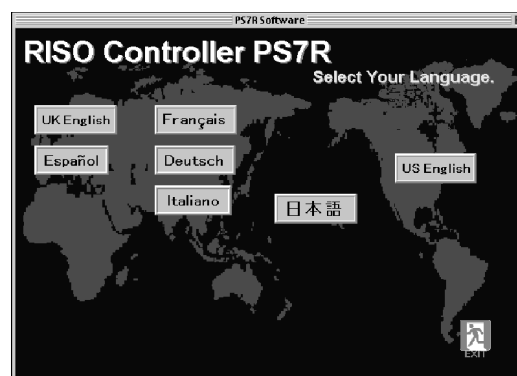 PS7R Software
RISO Controller PS7R
Select Your Language.
UK English
Français
Español
Deutsch
US English
Italiano
日本語
EXIT